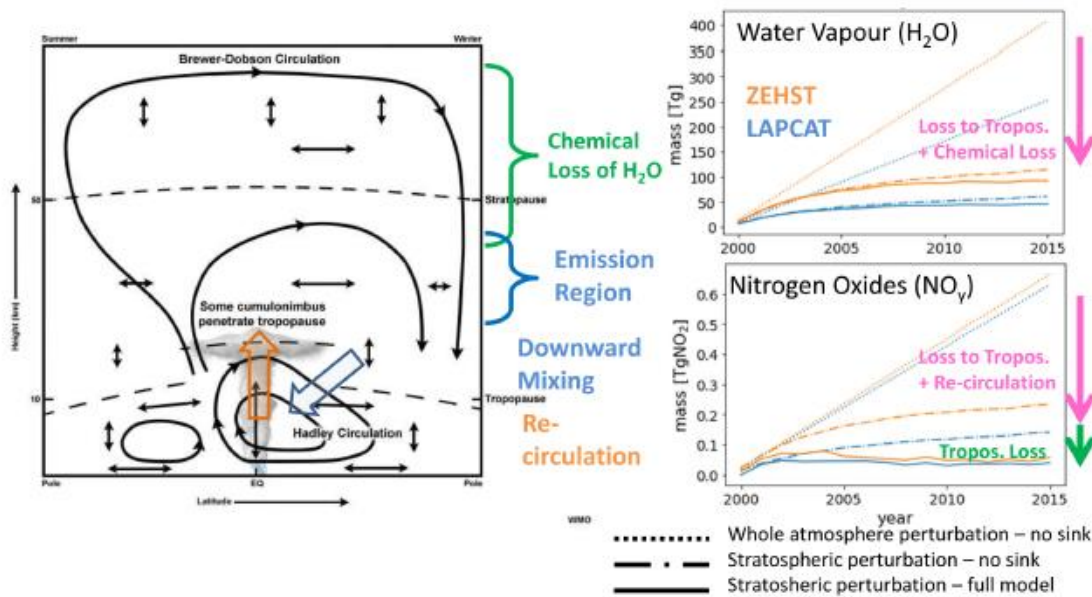 Summer
Winter
Brewer-Dobson Circulation
50
Stratopause
Some cumulonimbus
penetrate tropopause
Height (km)
10
Tropopause
Hadley Circulation
Pole
EQ
Pole
Latitude
WMO
Chemical
Loss of H₂O
Emission
Region
Downward
Mixing
Re-
circulation
Water Vapour (H₂O)
ZEHST
LAPCAT
Loss to Tropos.
+ Chemical Loss
mass [Tg]
400
350
300
250
200
150
100
50
0
2000
2005
2010
2015
Nitrogen Oxides (NOᵧ)
Loss to Tropos.
+ Re-circulation
Tropos. Loss
mass [TgNO₂]
0.6
0.5
0.4
0.3
0.2
0.1
0.0
2000
2005
2010
2015
year
Whole atmosphere perturbation – no sink
Stratospheric perturbation – no sink
Stratosheric perturbation – full model